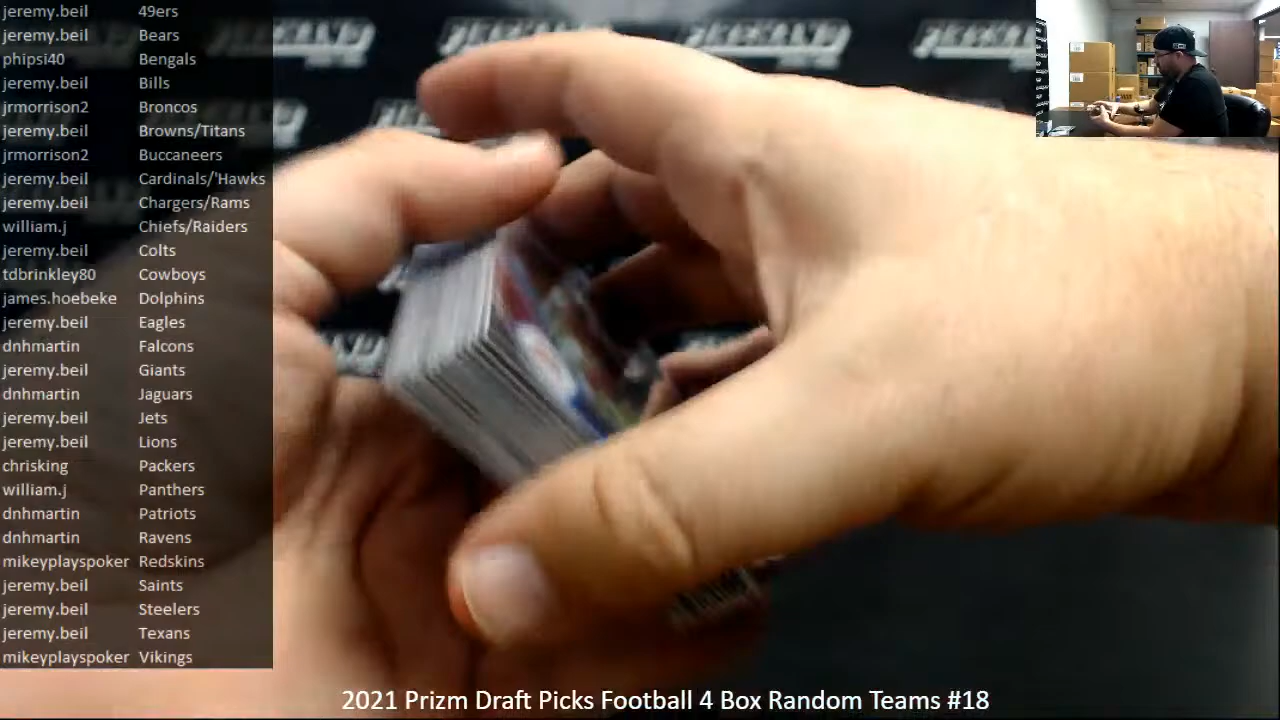 jeremy.beil 49ers
jeremy.beil Bears
phipsi40 Bengals
jeremy.beil Bills
jrmorrison2 Broncos
jeremy.beil Browns/Titans
jrmorrison2 Buccaneers
jeremy.beil Cardinals/'Hawks
jeremy.beil Chargers/Rams
william.j Chiefs/Raiders
jeremy.beil Colts
tdbrinkley80 Cowboys
james.hoebeke Dolphins
jeremy.beil Eagles
dnhmartin Falcons
jeremy.beil Giants
dnhmartin Jaguars
jeremy.beil Jets
jeremy.beil Lions
chrisking Packers
william.j Panthers
dnhmartin Patriots
dnhmartin Ravens
mikeyplayspoker Redskins
jeremy.beil Saints
jeremy.beil Steelers
jeremy.beil Texans
mikeyplayspoker Vikings
2021 Prizm Draft Picks Football 4 Box Random Teams #18